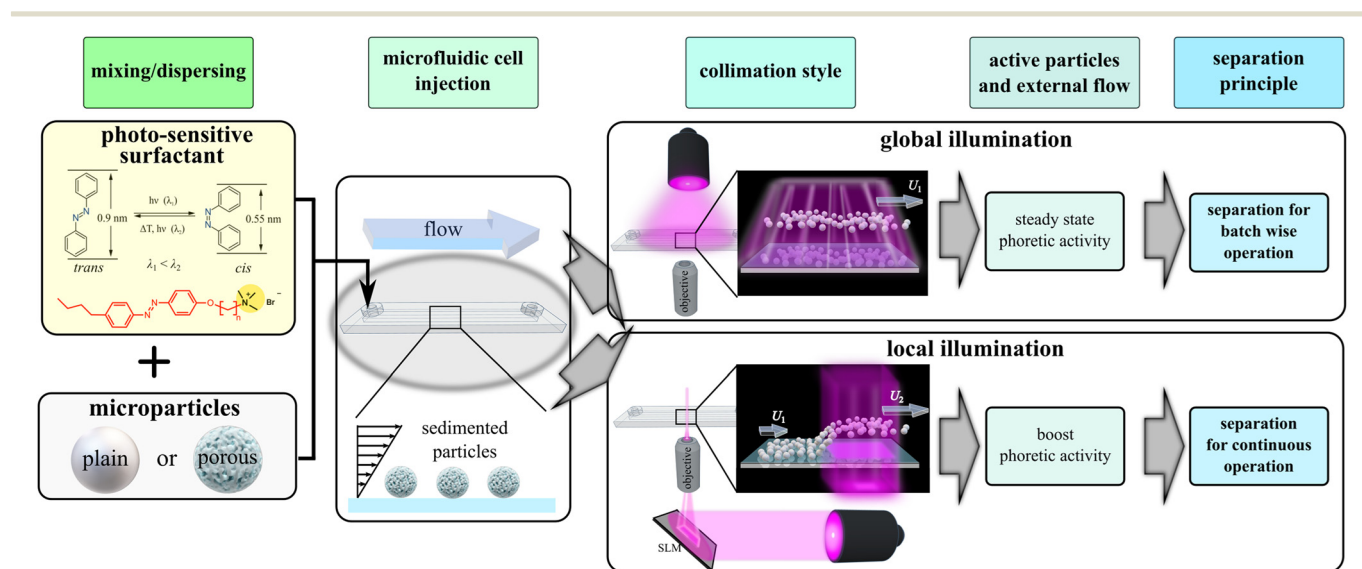 mixing/dispersing
microfluidic cell
injection
collimation style
active particles
and external flow
separation
principle
photo-sensitive
surfactant
0.9 nm
N
N
hν (λ₁)
ΔT, hν (λ₂)
λ₁ < λ₂
N
N
0.55 nm
trans
cis
N
N
O
n
N
+
Br
−
+
microparticles
plain
or
porous
flow
sedimented
particles
global illumination
objective
U₁
steady state
phoretic activity
separation for
batch wise
operation
local illumination
objective
SLM
U₁
U₂
boost
phoretic activity
separation
for continuous
operation